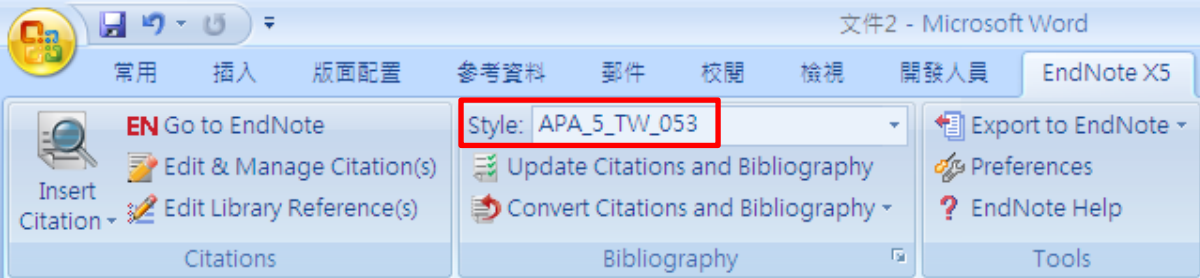 文件2 - Microsoft Word
常用 插入 版面配置 參考資料 郵件 校閱 檢視 開發人員 EndNote X5
EN Go to EndNote Style: APA_5_TW_053 Export to EndNote
Edit & Manage Citation(s) Update Citations and Bibliography Preferences
Insert Citation Edit Library Reference(s) Convert Citations and Bibliography ? EndNote Help
Citations Bibliography Tools